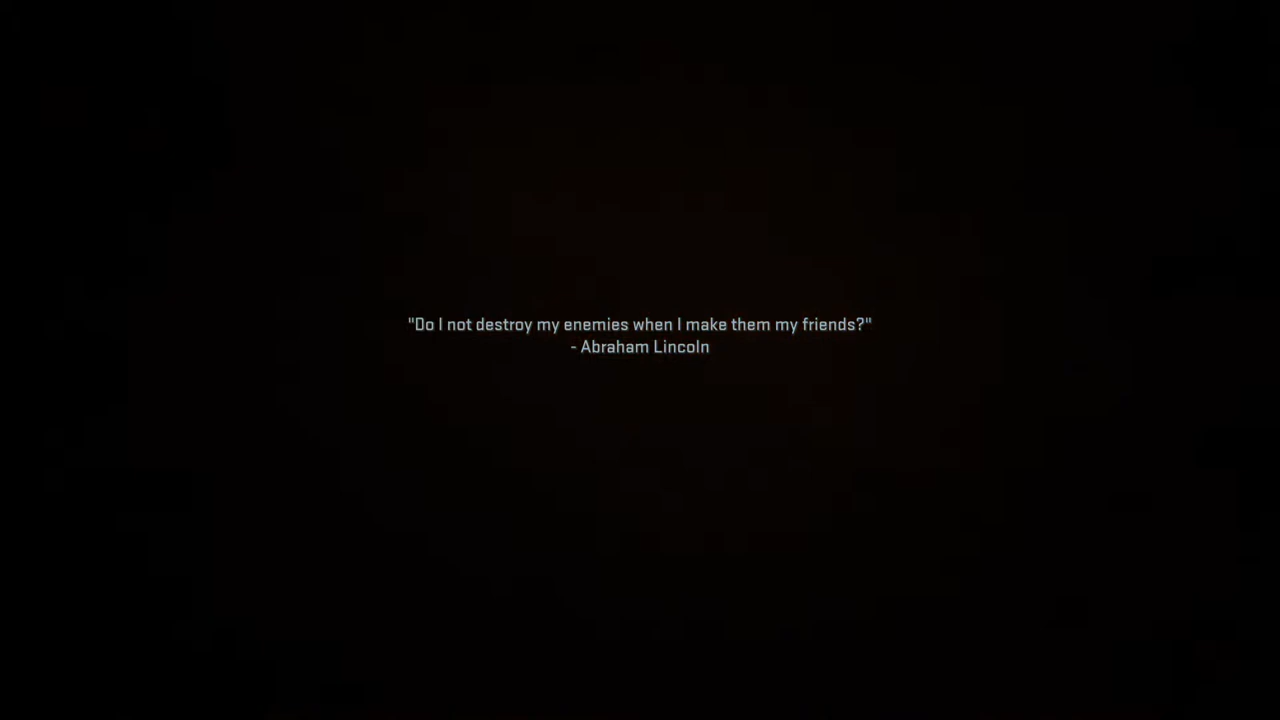 "Do I not destroy my enemies when I make them my friends?"
- Abraham Lincoln